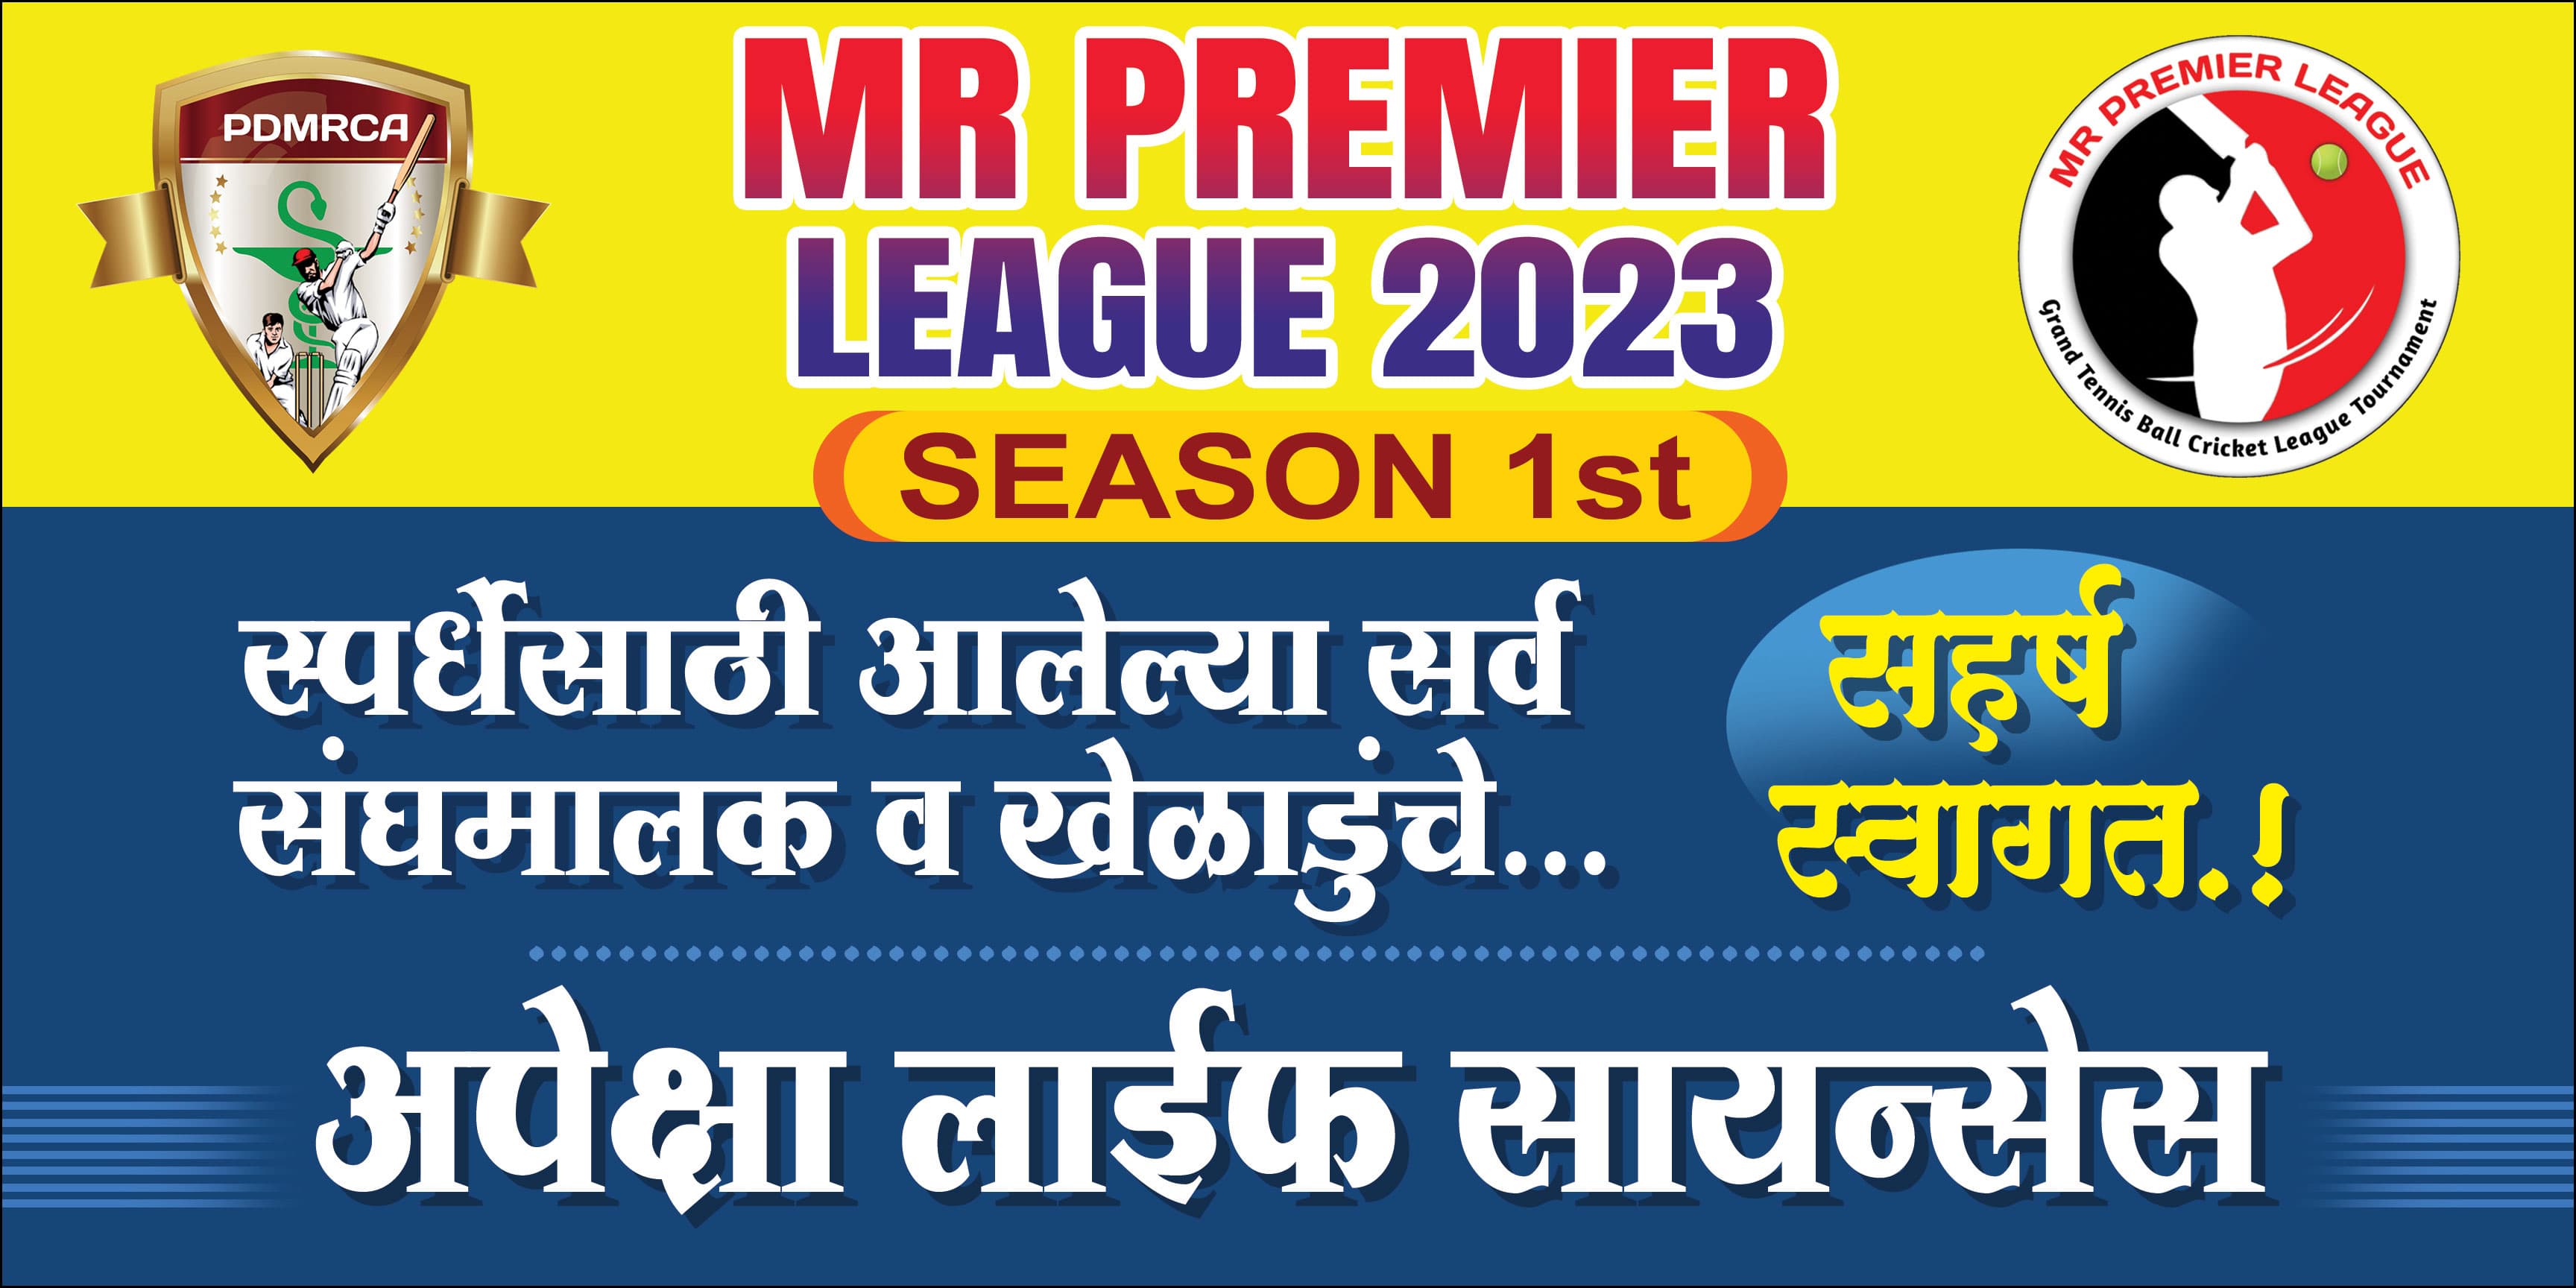 PDMRCA
MR PREMIER
LEAGUE 2023
SEASON 1st
MR PREMIER LEAGUE
Grand Tennis Ball Cricket League Tournament
स्पर्धेसाठी आलेल्या सर्व
संघमालक व खेळाडुंचे...
सहर्ष
स्वागत.!
अपेक्षा लाईफ सायन्सेस